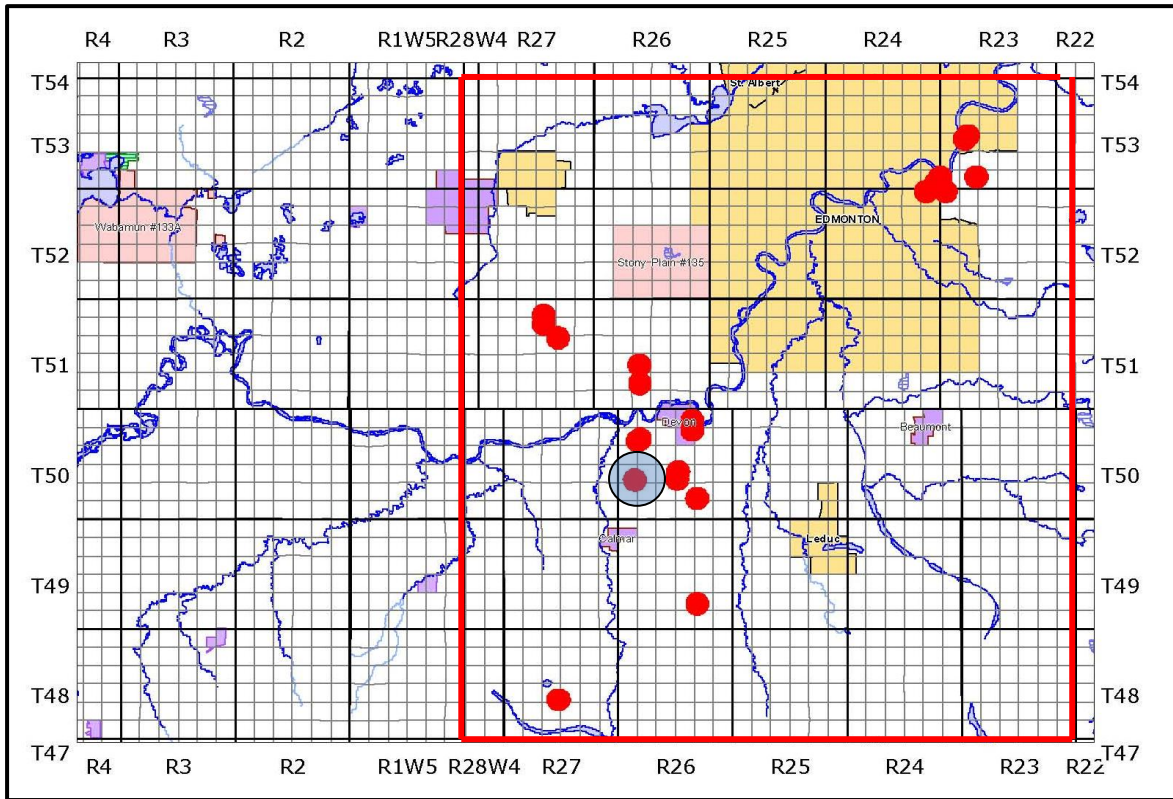 R4 R3 R2 R1W5 R28W4 R27 R26 R25 R24 R23 R22
T54 St. Albert T54
T53 T53
Wabamun #133A EDMONTON
T52 Stony Plain #135 T52
T51 T51
Devon Beaumont
T50 T50
Calmar Leduc
T49 T49
T48 T48
T47 T47
R4 R3 R2 R1W5 R28W4 R27 R26 R25 R24 R23 R22